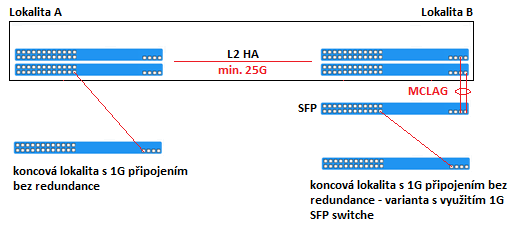 Lokalita A
Lokalita B
L2 HA
min. 25G
MCLAG
SFP
koncová lokalita s 1G připojením
bez redundance
koncová lokalita s 1G připojením bez
redundance - varianta s využitím 1G
SFP switche